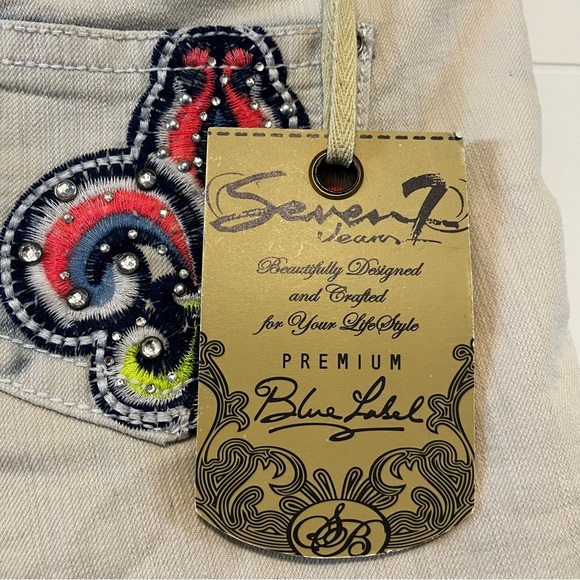 Seven7
Jeans
Beautifully Designed
and Crafted
for Your LifeStyle
PREMIUM
Blue Label
SB